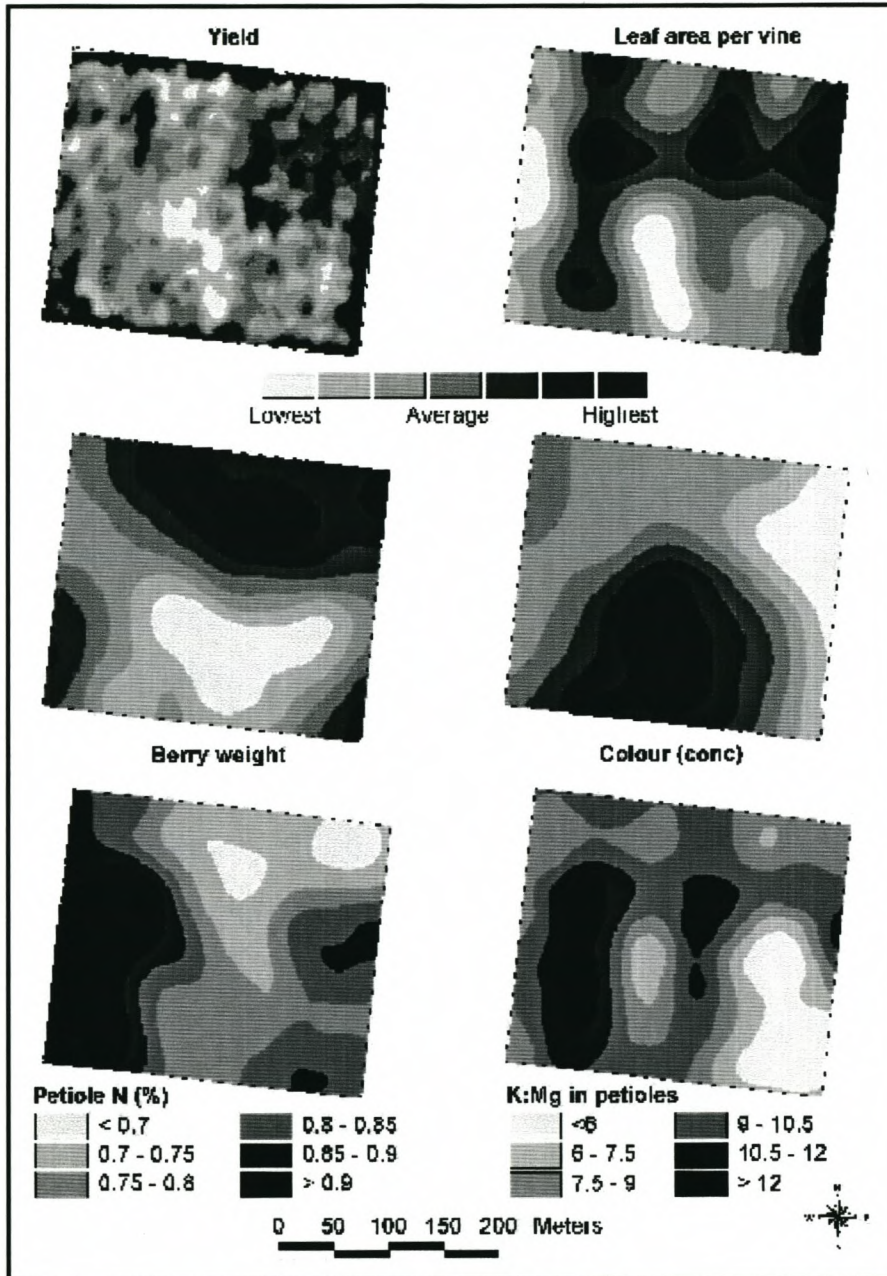 Yield
Leaf area per vine
Lowest Average Highest
Berry weight
Colour (conc)
Petiole N (%)
< 0.7
0.7 - 0.75
0.75 - 0.8
0.8 - 0.85
0.85 - 0.9
> 0.9
K:Mg in petioles
<6
6 - 7.5
7.5 - 9
9 - 10.5
10.5 - 12
> 12
0 50 100 150 200 Meters
N
W